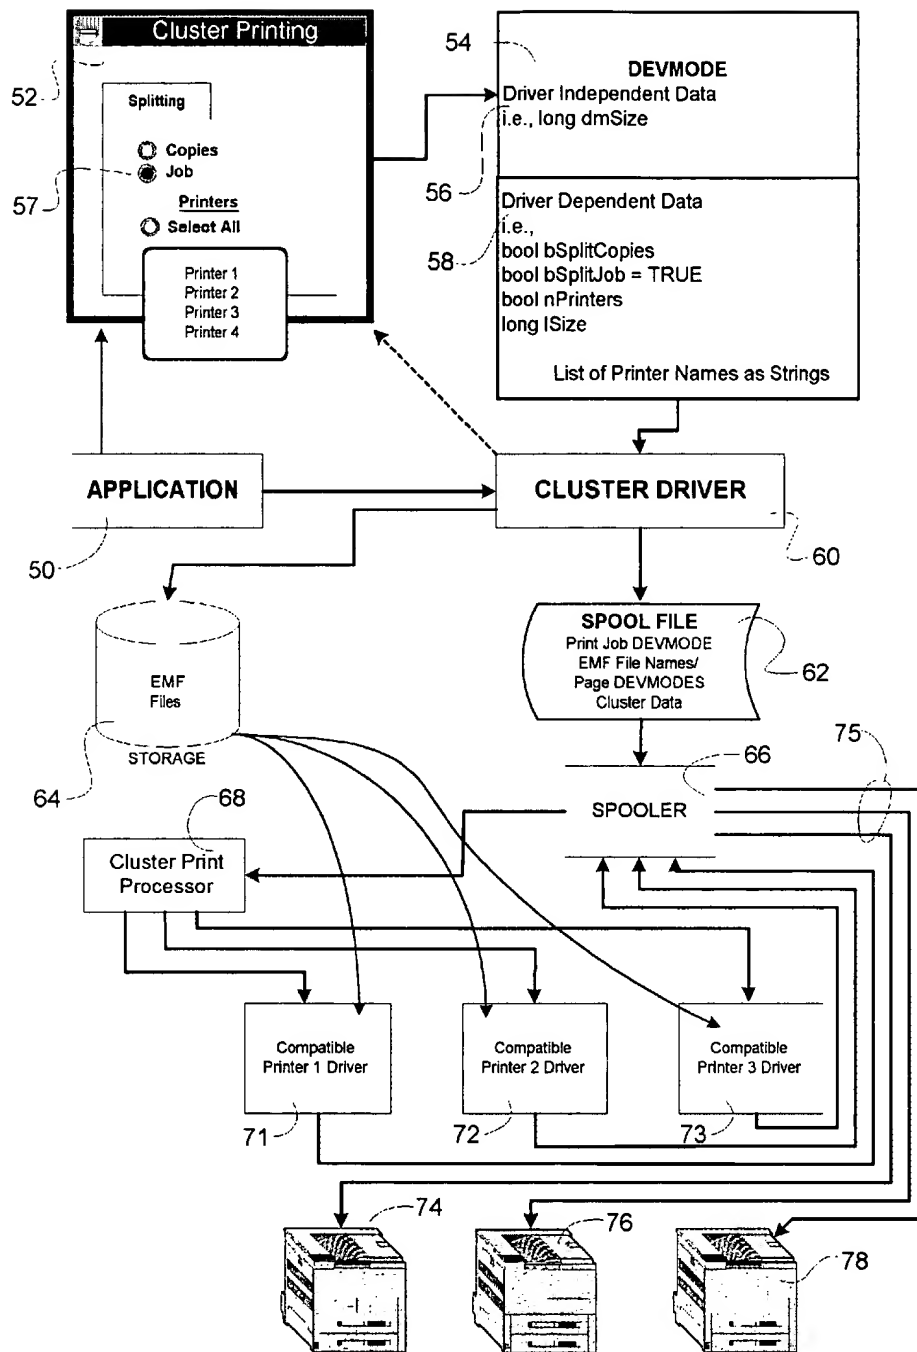 Cluster Printing
52
Splitting
Copies
Job
57
Printers
Select All
Printer 1
Printer 2
Printer 3
Printer 4
54
DEVMODE
Driver Independent Data
i.e., long dmSize
56
Driver Dependent Data
i.e.,
58
bool bSplitCopies
bool bSplitJob = TRUE
bool nPrinters
long lSize
List of Printer Names as Strings
APPLICATION
50
CLUSTER DRIVER
60
EMF
Files
STORAGE
64
SPOOL FILE
Print Job DEVMODE
EMF File Names/
Page DEVMODES
Cluster Data
62
75
66
SPOOLER
68
Cluster Print
Processor
Compatible
Printer 1 Driver
71
Compatible
Printer 2 Driver
72
Compatible
Printer 3 Driver
73
74
76
78